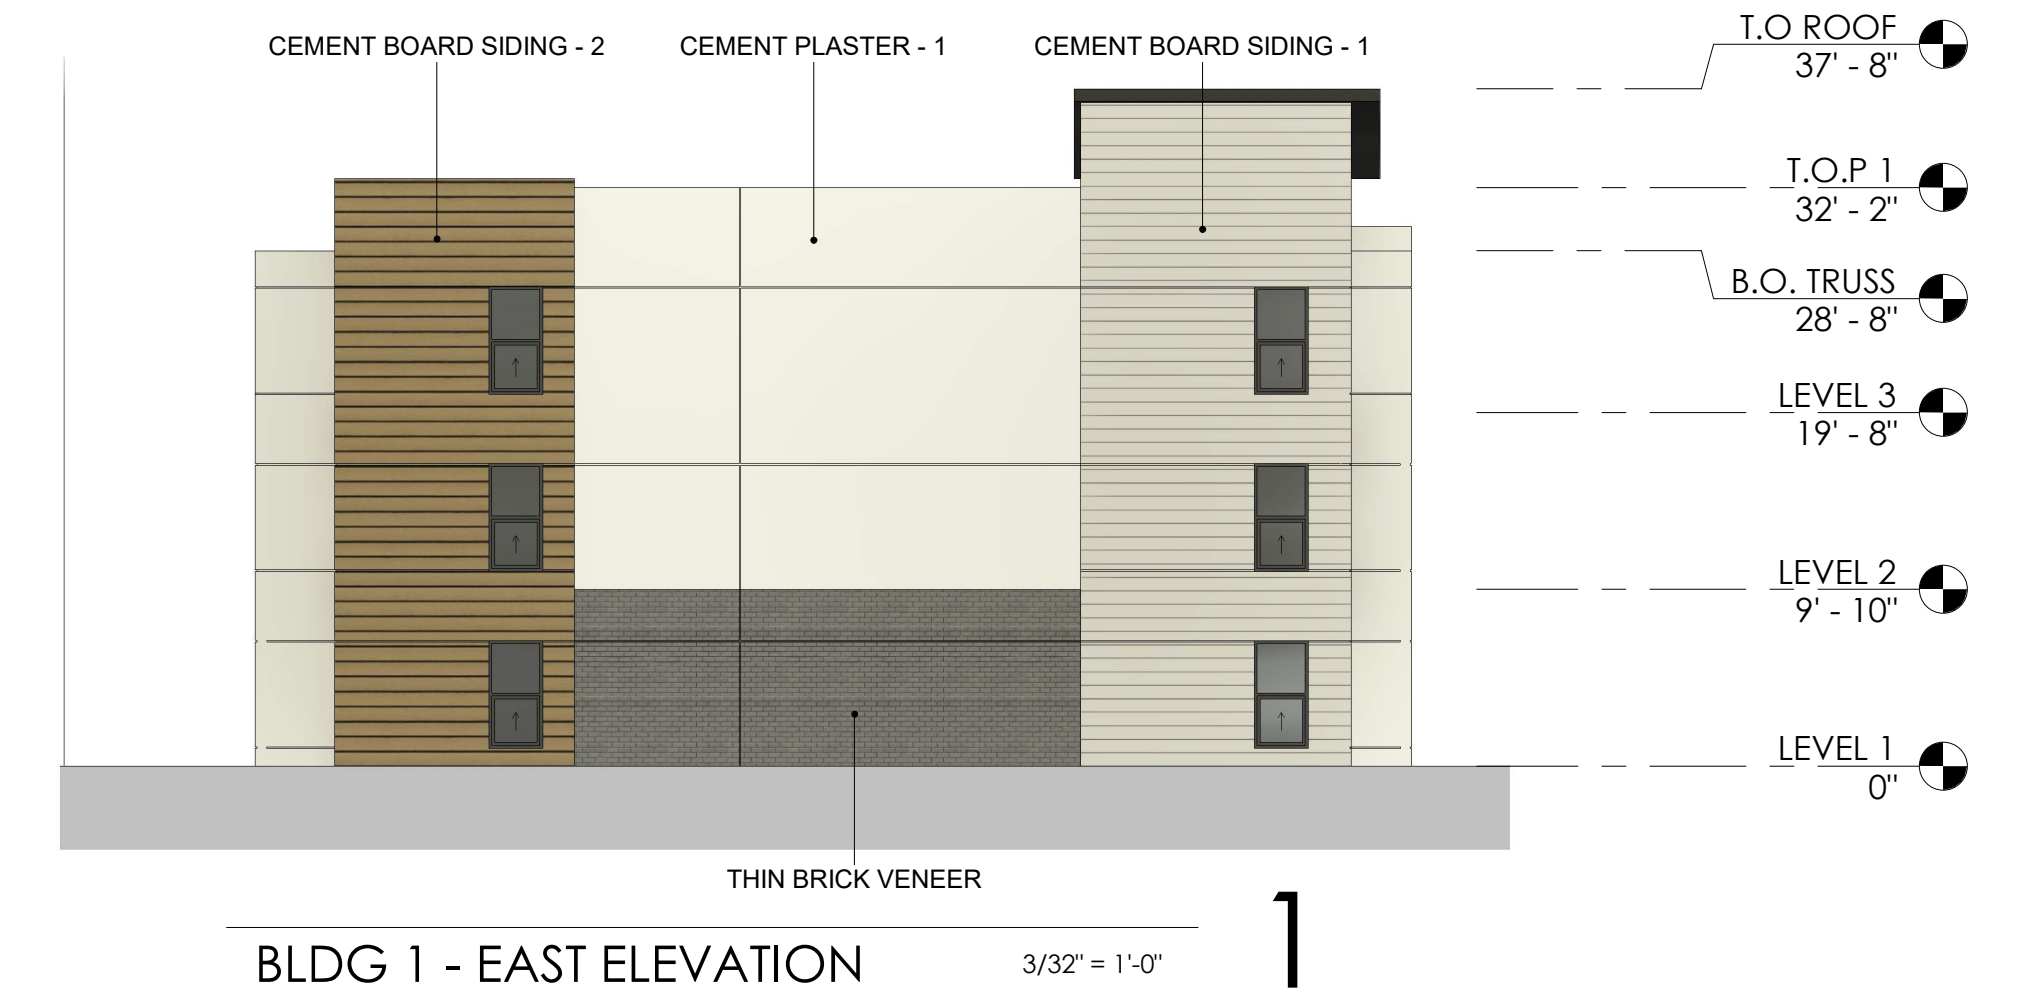 CEMENT BOARD SIDING - 2
CEMENT PLASTER - 1
CEMENT BOARD SIDING - 1
T.O ROOF
37' - 8"
T.O.P 1
32' - 2"
B.O. TRUSS
28' - 8"
LEVEL 3
19' - 8"
LEVEL 2
9' - 10"
LEVEL 1
0"
THIN BRICK VENEER
BLDG 1 - EAST ELEVATION
3/32" = 1'-0"
1